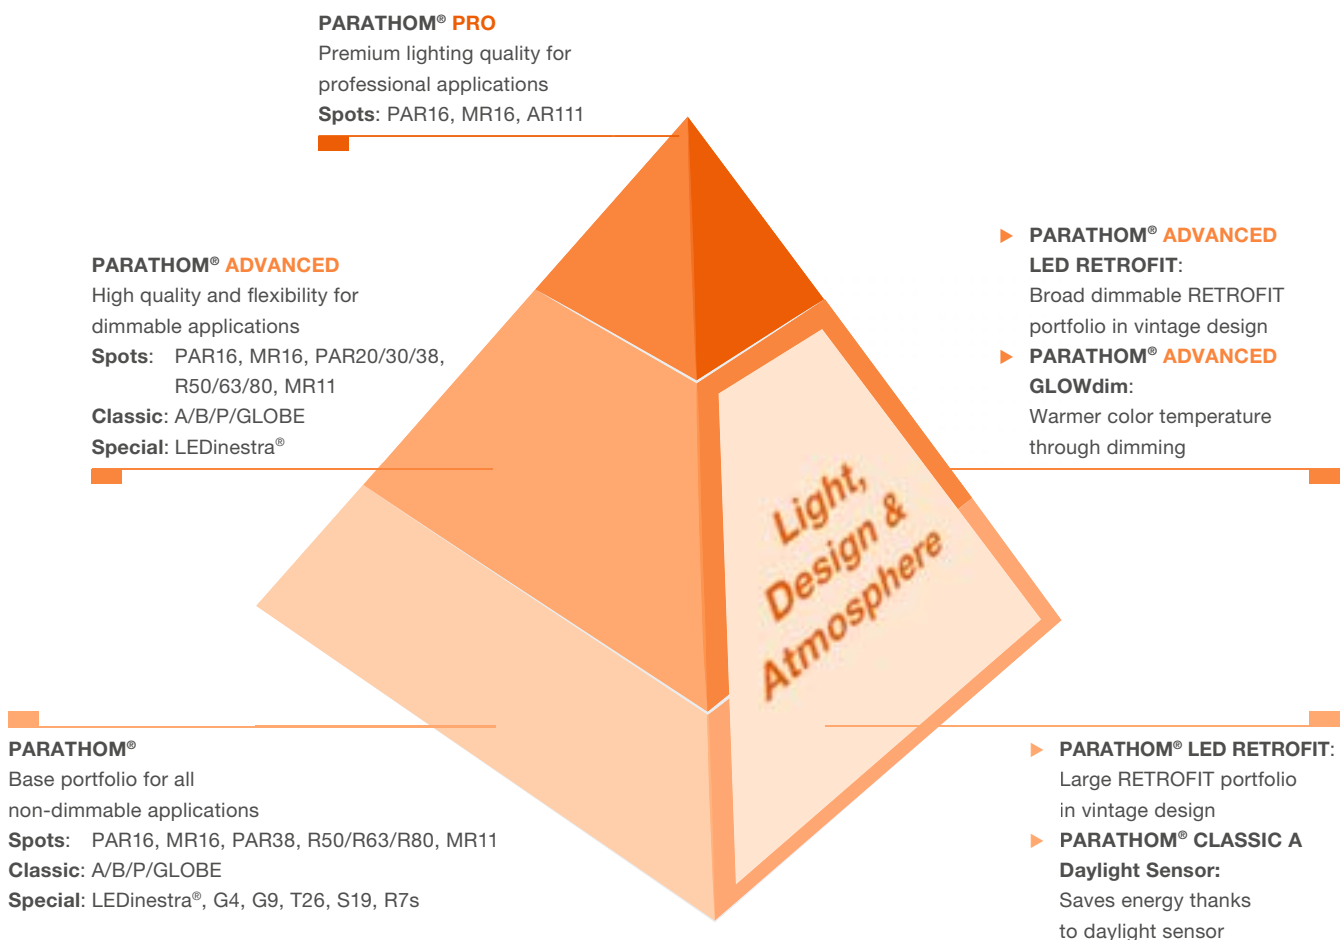 PARATHOM® PRO
Premium lighting quality for
professional applications
Spots: PAR16, MR16, AR111
PARATHOM® ADVANCED
High quality and flexibility for
dimmable applications
Spots: PAR16, MR16, PAR20/30/38,
R50/63/80, MR11
Classic: A/B/P/GLOBE
Special: LEDinestra®
PARATHOM® ADVANCED
LED RETROFIT:
Broad dimmable RETROFIT
portfolio in vintage design
PARATHOM® ADVANCED
GLOWdim:
Warmer color temperature
through dimming
Light,
Design &
Atmosphere
PARATHOM®
Base portfolio for all
non-dimmable applications
Spots: PAR16, MR16, PAR38, R50/R63/R80, MR11
Classic: A/B/P/GLOBE
Special: LEDinestra®, G4, G9, T26, S19, R7s
PARATHOM® LED RETROFIT:
Large RETROFIT portfolio
in vintage design
PARATHOM® CLASSIC A
Daylight Sensor:
Saves energy thanks
to daylight sensor